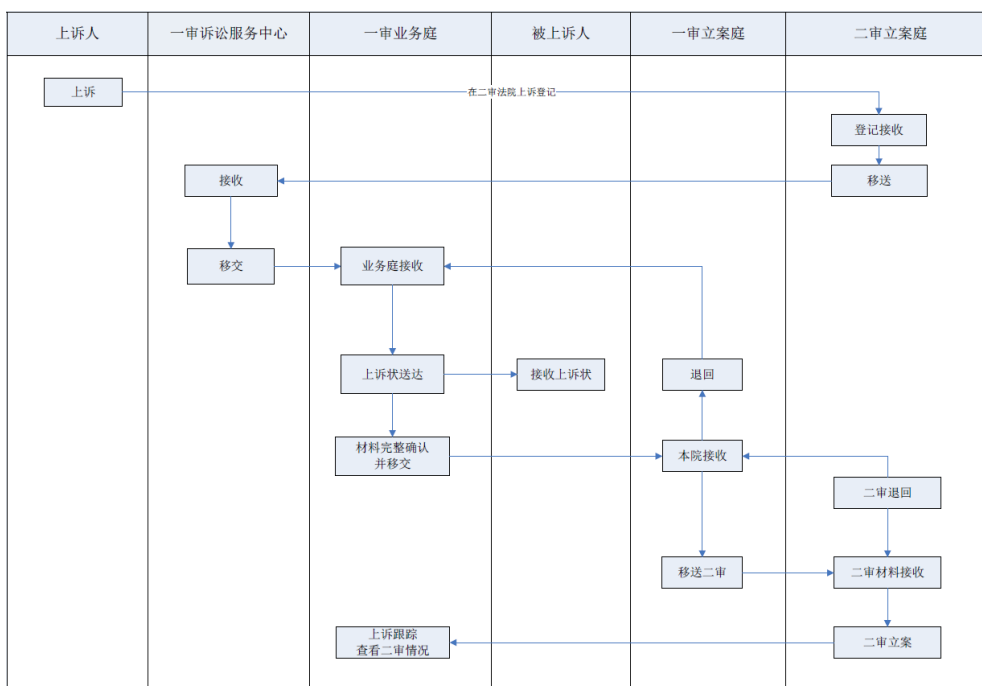 上诉人
一审诉讼服务中心
一审业务庭
被上诉人
一审立案庭
二审立案庭
上诉
在二审法院上诉登记
登记接收
接收
移送
移交
业务庭接收
上诉状送达
接收上诉状
退回
材料完整确认
并移交
本院接收
二审退回
移送二审
二审材料接收
上诉跟踪
查看二审情况
二审立案